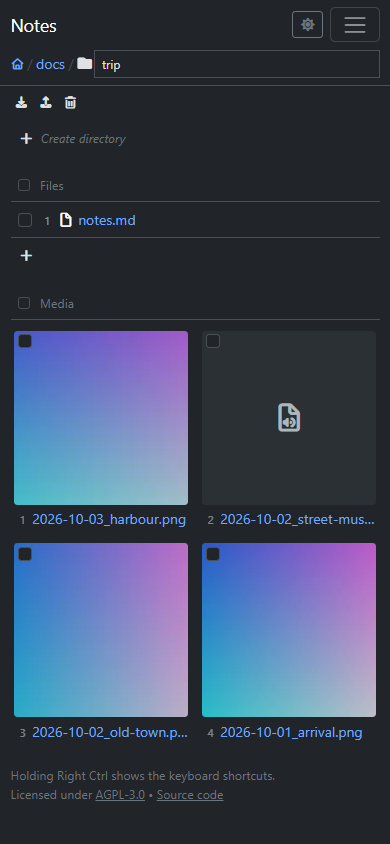 Notes
/ docs / trip
Create directory
Files
1 notes.md
Media
1 2026-10-03_harbour.png
2 2026-10-02_street-mus...
3 2026-10-02_old-town.p...
4 2026-10-01_arrival.png
Holding Right Ctrl shows the keyboard shortcuts.
Licensed under AGPL-3.0 • Source code